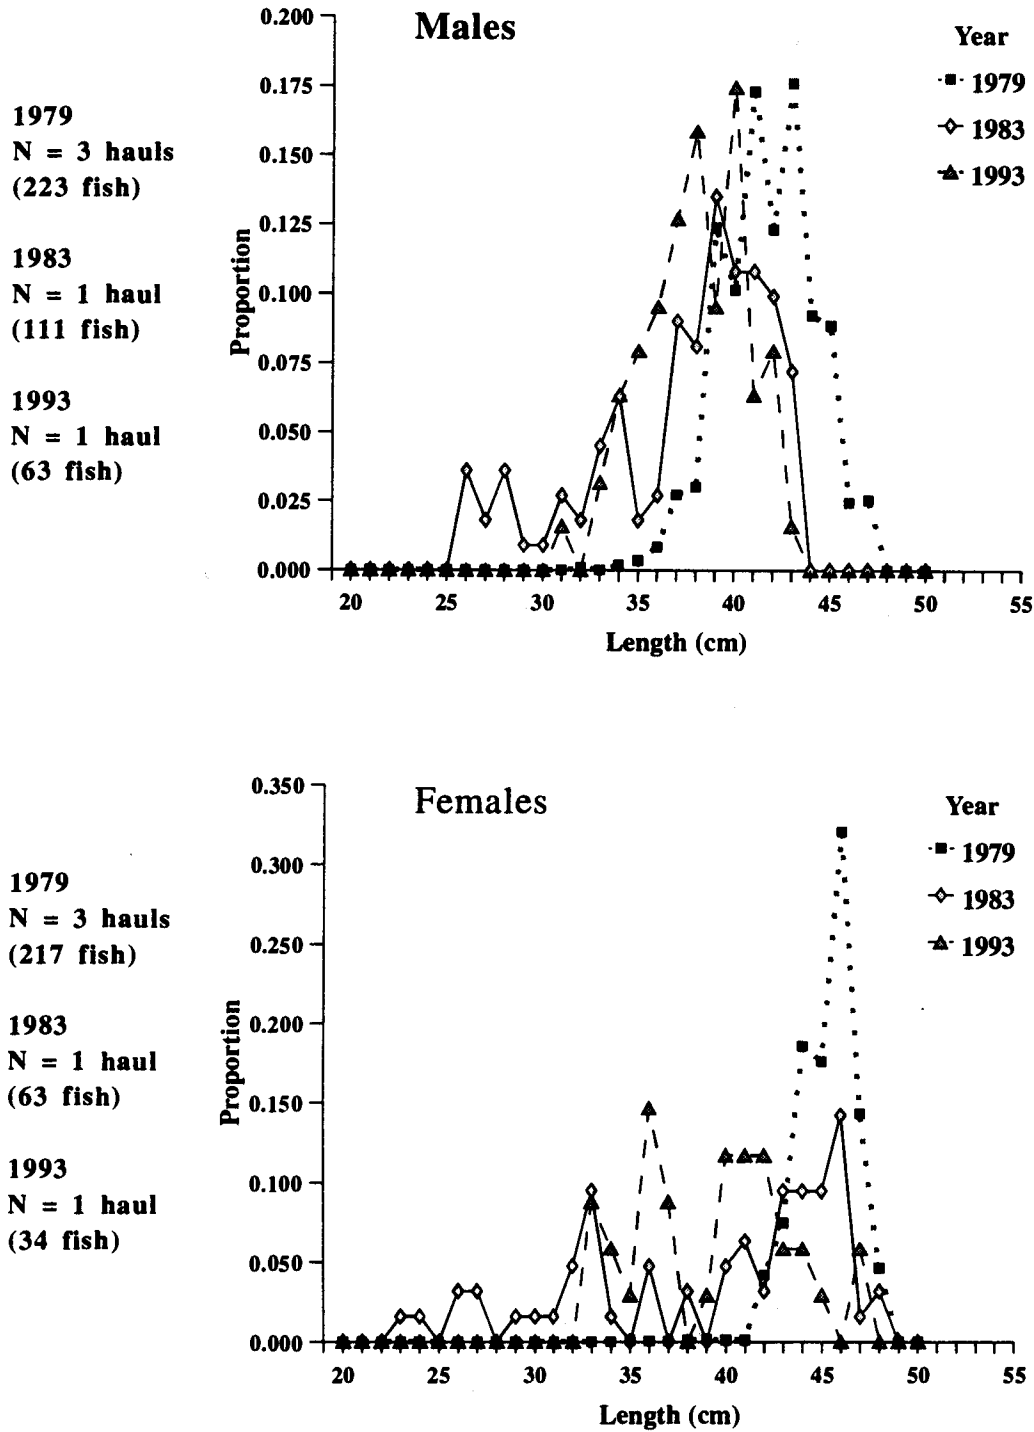 Males
Year
1979
1983
1993
1979
N = 3 hauls
(223 fish)
1983
N = 1 haul
(111 fish)
1993
N = 1 haul
(63 fish)
Proportion
0.200
0.175
0.150
0.125
0.100
0.075
0.050
0.025
0.000
20 25 30 35 40 45 50 55
Length (cm)
Females
Year
1979
1983
1993
1979
N = 3 hauls
(217 fish)
1983
N = 1 haul
(63 fish)
1993
N = 1 haul
(34 fish)
Proportion
0.350
0.300
0.250
0.200
0.150
0.100
0.050
0.000
20 25 30 35 40 45 50 55
Length (cm)